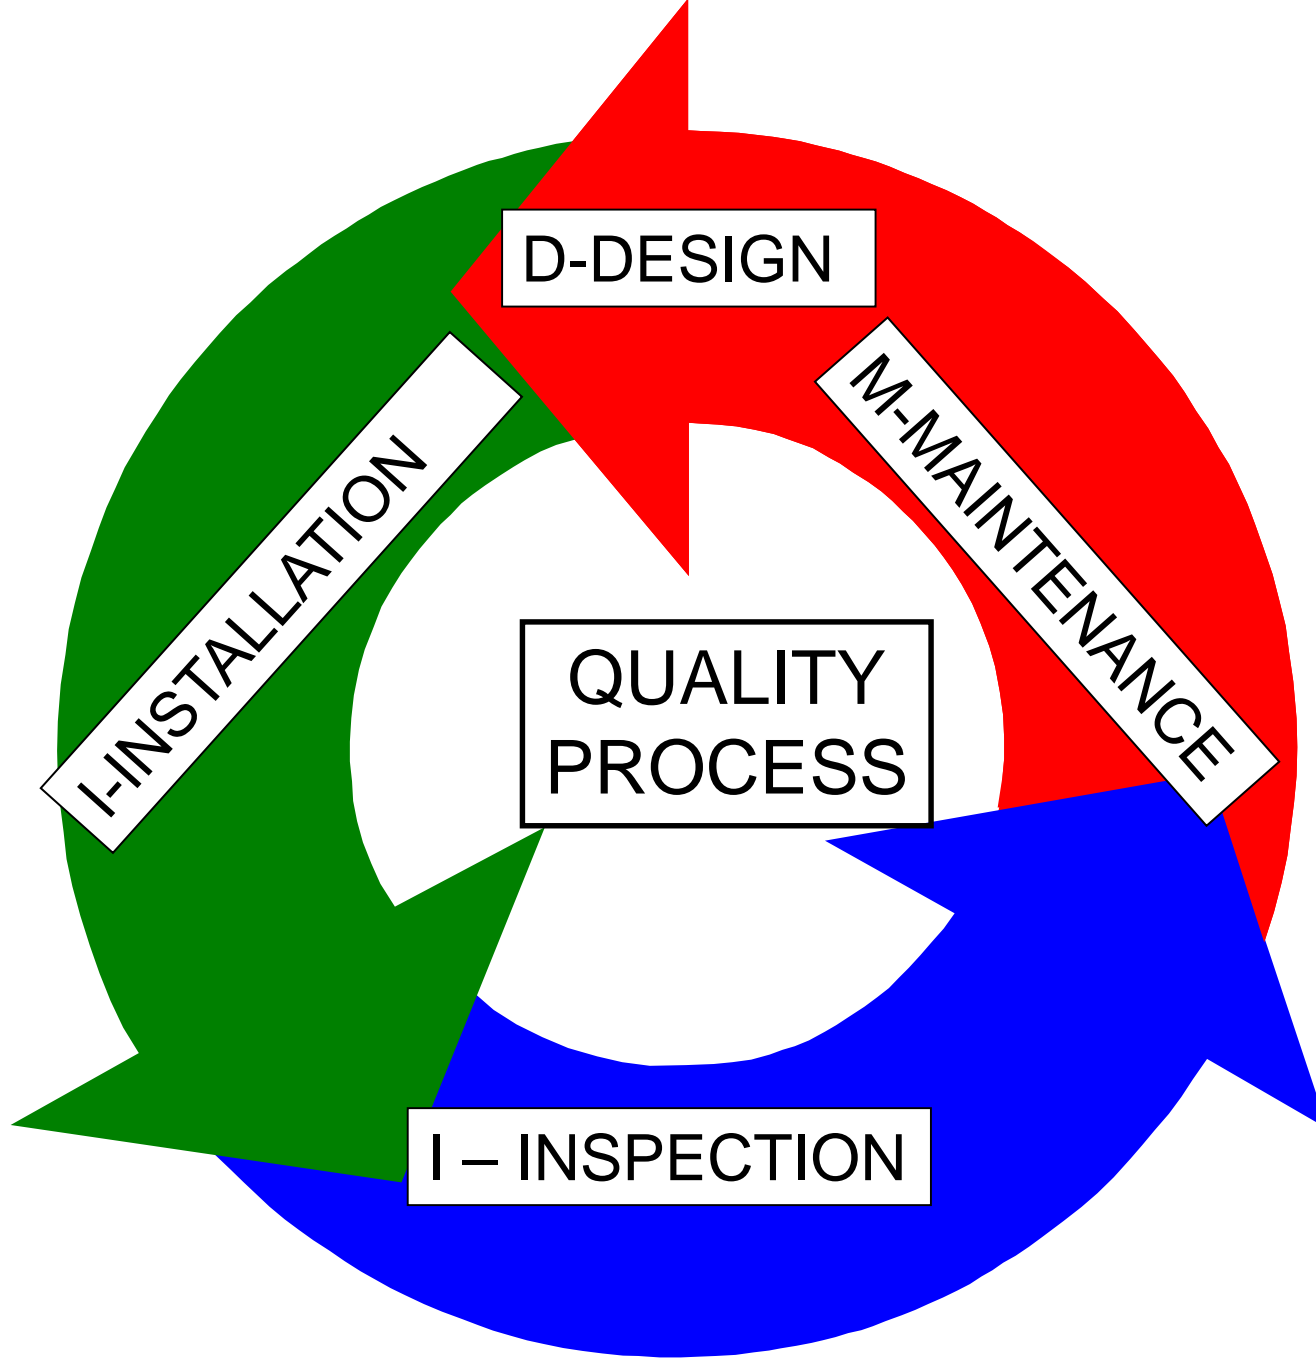 D-DESIGN
M-MAINTENANCE
I-INSTALLATION
QUALITY
PROCESS
I – INSPECTION